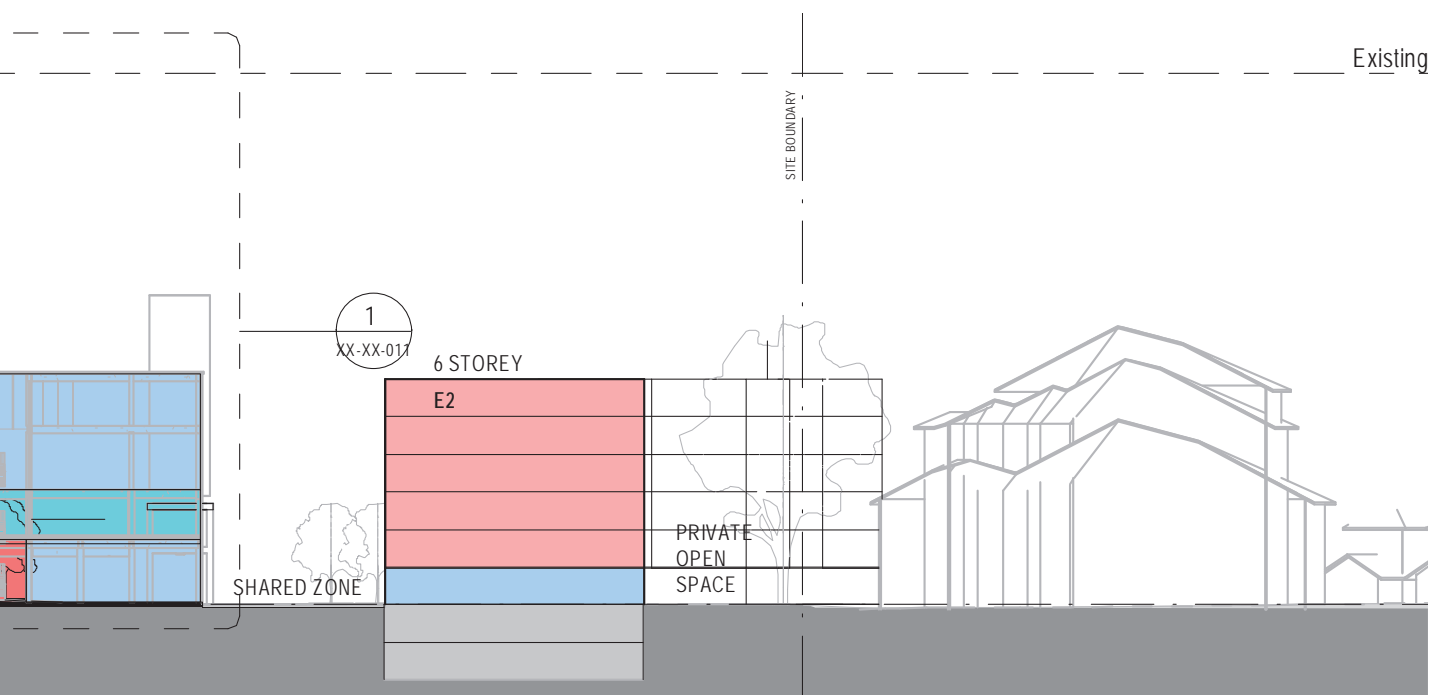 Existing
SITE BOUNDARY
1
XX-XX-011
6 STOREY
E2
PRIVATE
OPEN
SPACE
SHARED ZONE